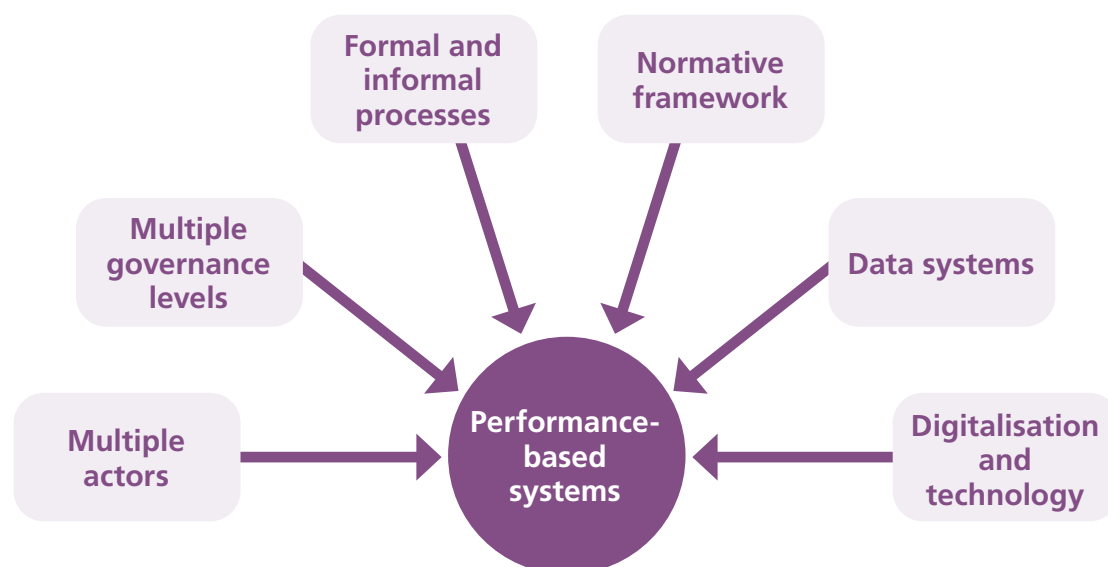 Formal and
informal
processes
Normative
framework
Multiple
governance
levels
Data systems
Multiple
actors
Performance-
based
systems
Digitalisation
and
technology